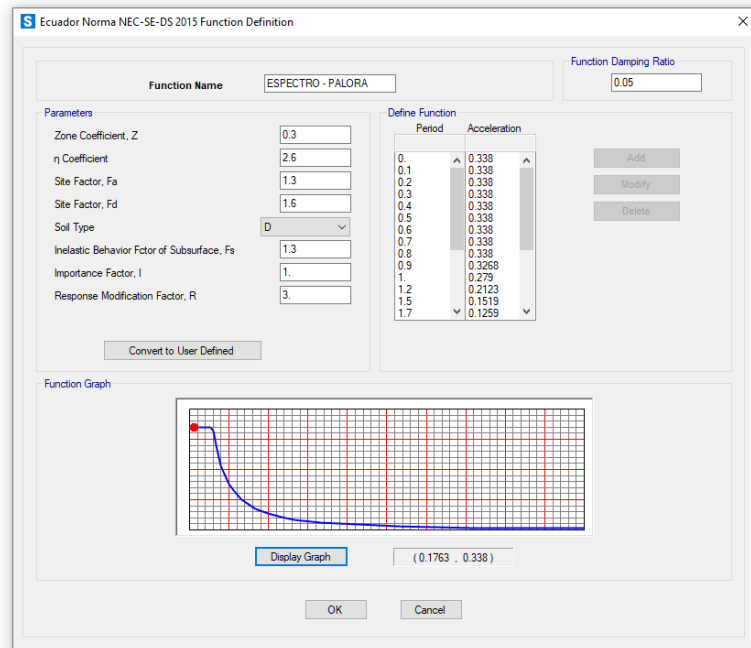 S Ecuador Norma NEC-SE-DS 2015 Function Definition
Function Name ESPECTRO - PALORA
Function Damping Ratio
0.05
Parameters
Zone Coefficient, Z 0.3
η Coefficient 2.6
Site Factor, Fa 1.3
Site Factor, Fd 1.6
Soil Type D
Inelastic Behavior Fctor of Subsurface, Fs 1.3
Importance Factor, I 1.
Response Modification Factor, R 3.
Convert to User Defined
Define Function
Period Acceleration
0. 0.338
0.1 0.338
0.2 0.338
0.3 0.338
0.4 0.338
0.5 0.338
0.6 0.338
0.7 0.338
0.8 0.338
0.9 0.3268
1. 0.279
1.2 0.2123
1.5 0.1519
1.7 0.1259
Add
Modify
Delete
Function Graph
Display Graph
( 0.1763 , 0.338 )
OK
Cancel